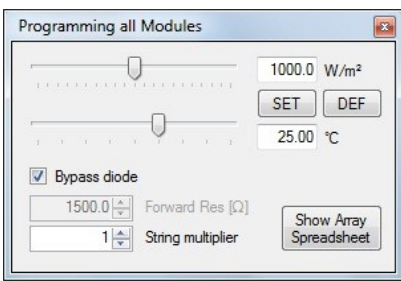 Programming all Modules
1000.0 W/m²
SET DEF
25.00 °C
Bypass diode
1500.0 Forward Res [Ω]
1 String multiplier
Show Array
Spreadsheet